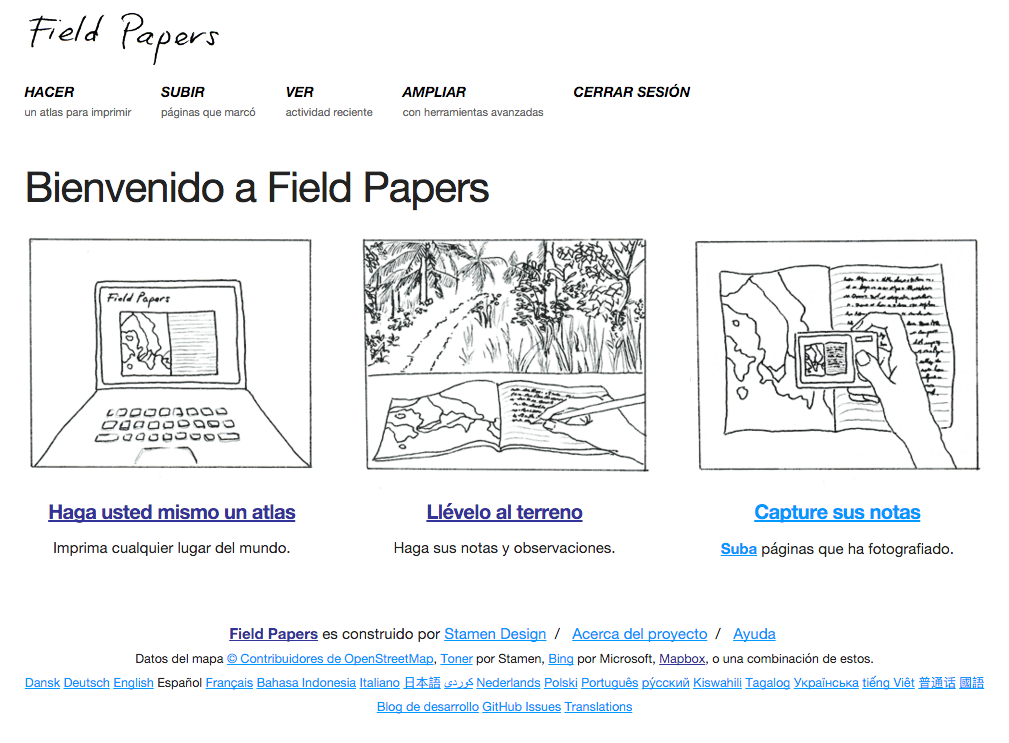 Field Papers
HACER SUBIR VER AMPLIAR CERRAR SESIÓN
un atlas para imprimir páginas que marcó actividad reciente con herramientas avanzadas
Bienvenido a Field Papers
Field Papers
Haga usted mismo un atlas Llévelo al terreno Capture sus notas
Imprima cualquier lugar del mundo. Haga sus notas y observaciones. Suba páginas que ha fotografiado.
Field Papers es construido por Stamen Design / Acerca del proyecto / Ayuda
Datos del mapa © Contribuidores de OpenStreetMap, Toner por Stamen, Bing por Microsoft, Mapbox, o una combinación de estos.
Dansk Deutsch English Español Français Bahasa Indonesia Italiano 日本語 كوردی Nederlands Polski Português ру́сский Kiswahili Tagalog Українська tiếng Việt 普通话 國語
Blog de desarrollo GitHub Issues Translations